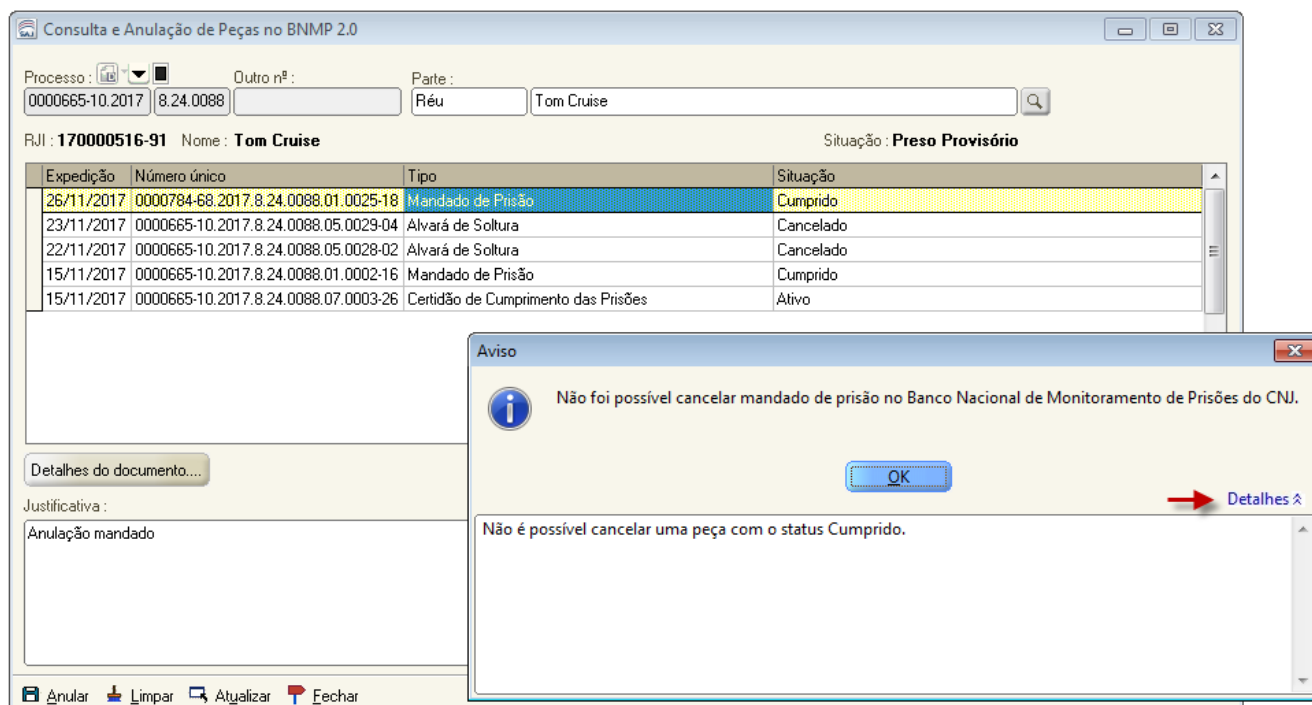 Consulta e Anulação de Peças no BNMP 2.0
Processo : Outro nº : Parte :
0000665-10.2017 8.24.0088 Réu Tom Cruise
RJI : 170000516-91 Nome : Tom Cruise Situação : Preso Provisório
Expedição Número único Tipo Situação
26/11/2017 0000784-68.2017.8.24.0088.01.0025-18 Mandado de Prisão Cumprido
23/11/2017 0000665-10.2017.8.24.0088.05.0029-04 Alvará de Soltura Cancelado
22/11/2017 0000665-10.2017.8.24.0088.05.0028-02 Alvará de Soltura Cancelado
15/11/2017 0000665-10.2017.8.24.0088.01.0002-16 Mandado de Prisão Cumprido
15/11/2017 0000665-10.2017.8.24.0088.07.0003-26 Certidão de Cumprimento das Prisões Ativo
Aviso
Não foi possível cancelar mandado de prisão no Banco Nacional de Monitoramento de Prisões do CNJ.
OK
Detalhes
Não é possível cancelar uma peça com o status Cumprido.
Detalhes do documento....
Justificativa :
Anulação mandado
Anular Limpar Atualizar Fechar